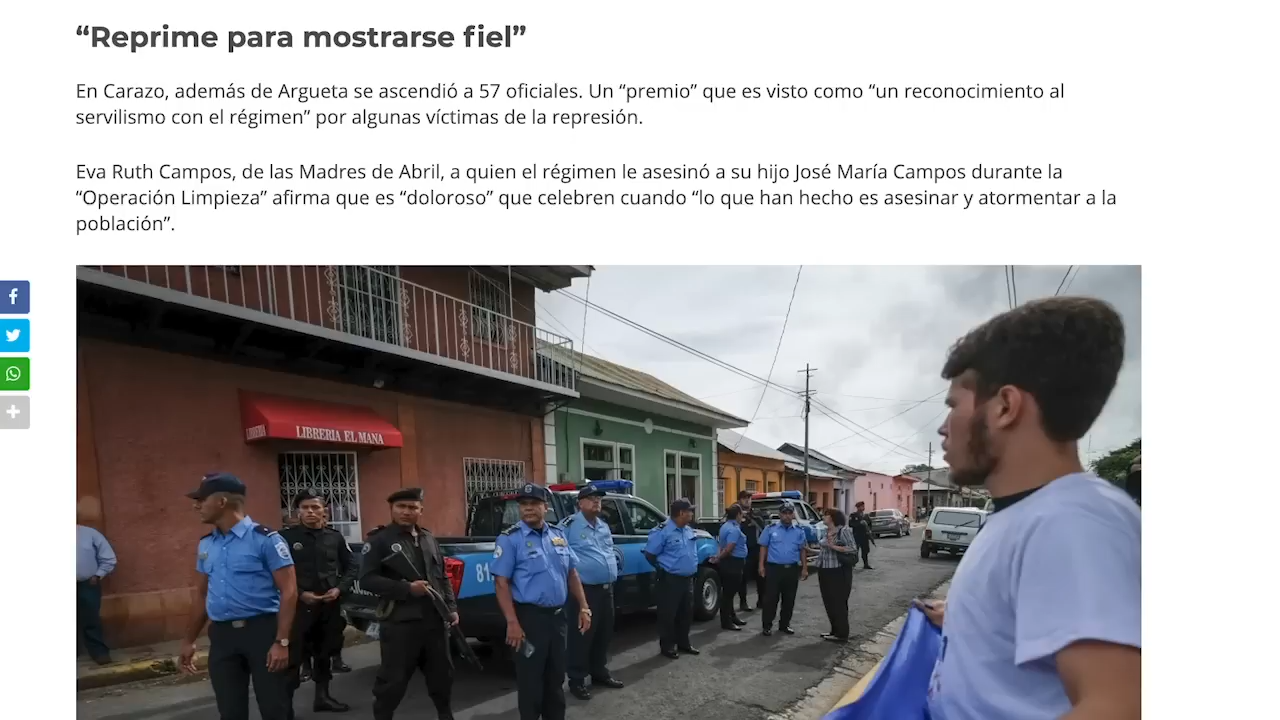 “Reprime para mostrarse fiel”
En Carazo, además de Argueta se ascendió a 57 oficiales. Un “premio” que es visto como “un reconocimiento al
servilismo con el régimen” por algunas víctimas de la represión.
Eva Ruth Campos, de las Madres de Abril, a quien el régimen le asesinó a su hijo José María Campos durante la
“Operación Limpieza” afirma que es “doloroso” que celebren cuando “lo que han hecho es asesinar y atormentar a la
población”.
LIBRERIA
LIBRERIA EL MANA
81